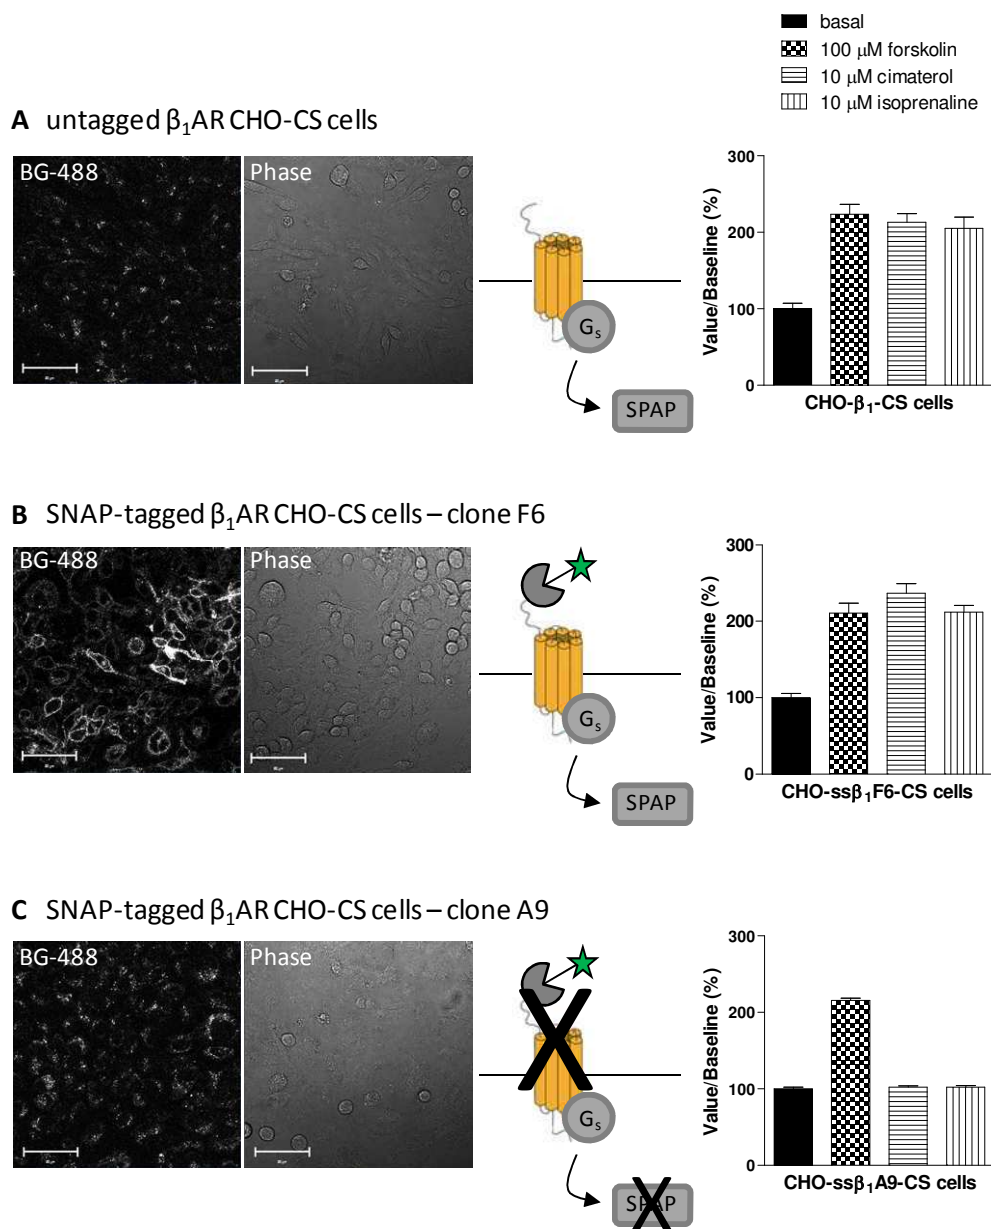 basal
100 μM forskolin
10 μM cimaterol
10 μM isoprenaline
A untagged β₁AR CHO-CS cells
BG-488
Phase
Gₛ
SPAP
Value/Baseline (%)
300
200
100
0
CHO-β₁-CS cells
B SNAP-tagged β₁AR CHO-CS cells – clone F6
BG-488
Phase
Gₛ
SPAP
Value/Baseline (%)
300
200
100
0
CHO-ssβ₁F6-CS cells
C SNAP-tagged β₁AR CHO-CS cells – clone A9
BG-488
Phase
Gₛ
SPAP
Value/Baseline (%)
300
200
100
0
CHO-ssβ₁A9-CS cells